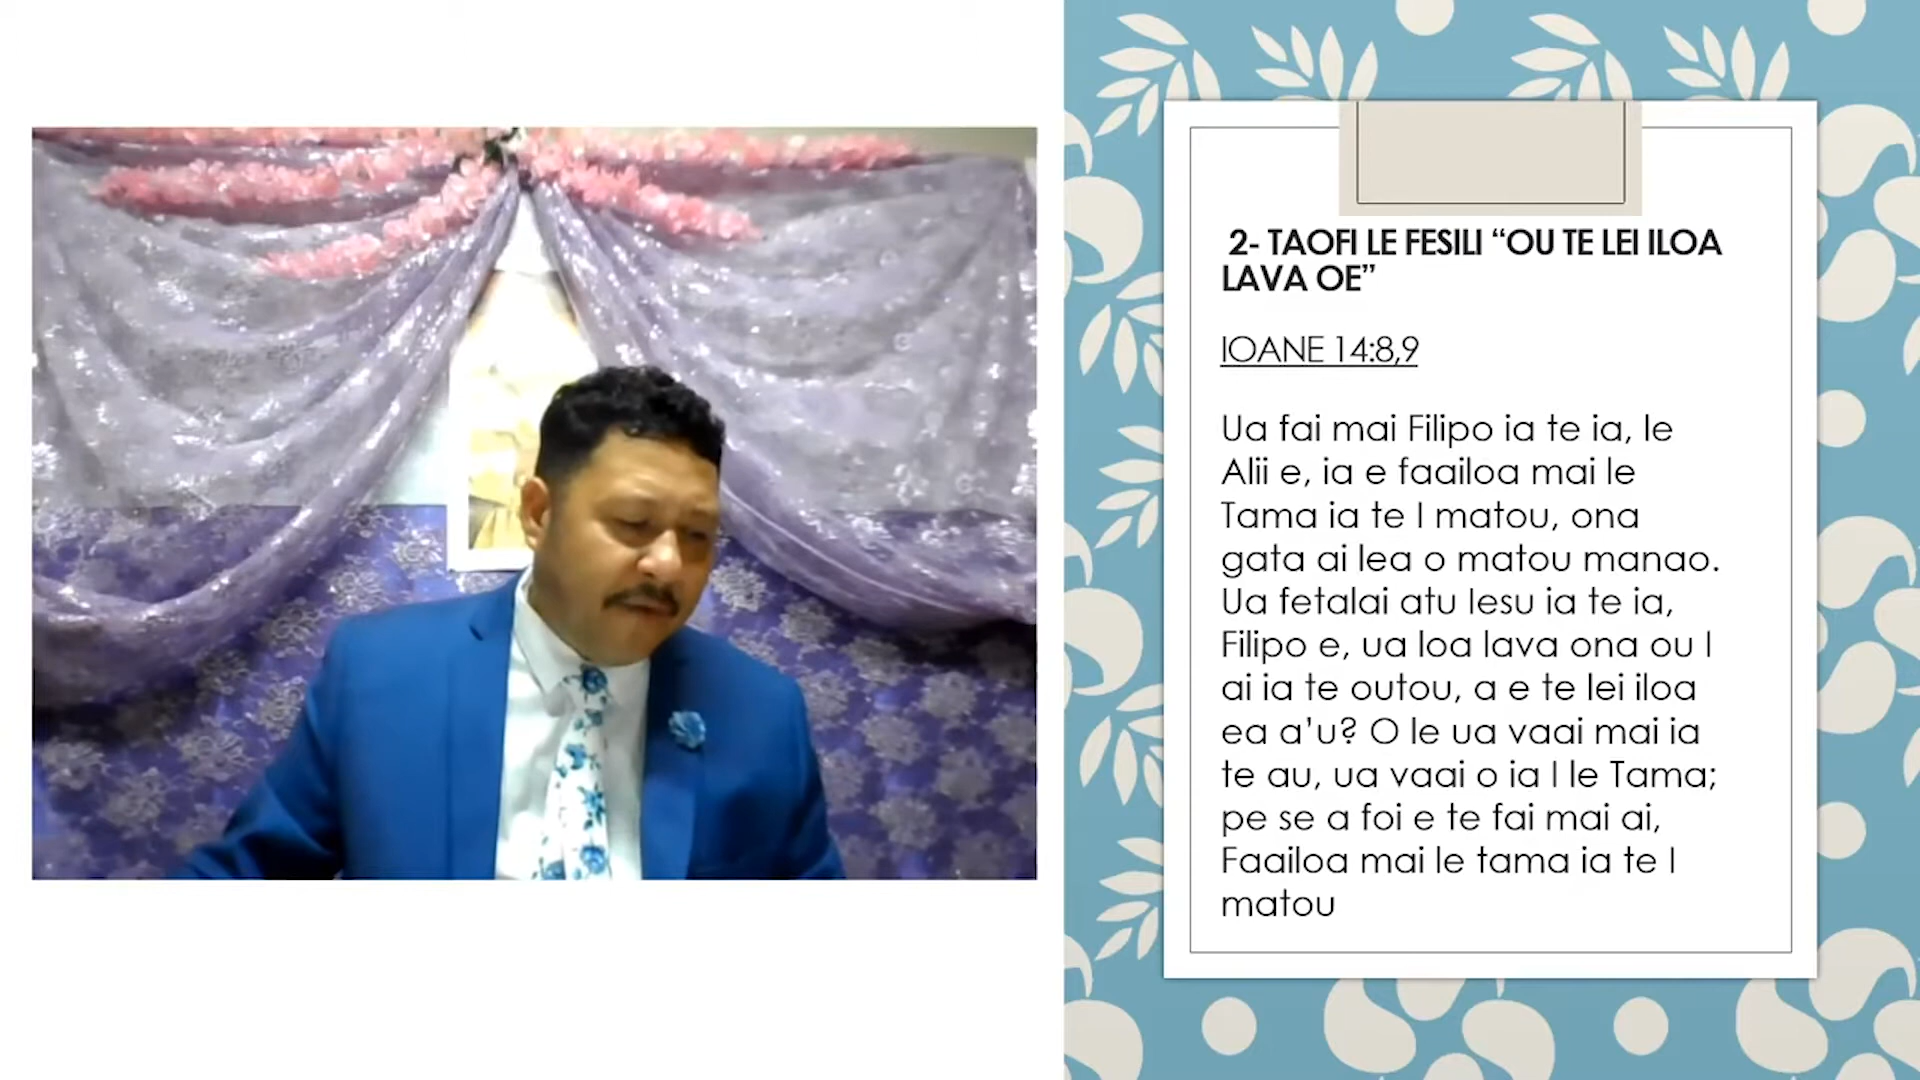 2- TAOFI LE FESILI “OU TE LEI ILOA
LAVA OE”
IOANE 14:8,9
Ua fai mai Filipo ia te ia, le
Alii e, ia e faailoa mai le
Tama ia te I matou, ona
gata ai lea o matou manao.
Ua fetalai atu Iesu ia te ia,
Filipo e, ua loa lava ona ou I
ai ia te outou, a e te lei iloa
ea a’u? O le ua vaai mai ia
te au, ua vaai o ia I le Tama;
pe se a foi e te fai mai ai,
Faailoa mai le tama ia te I
matou